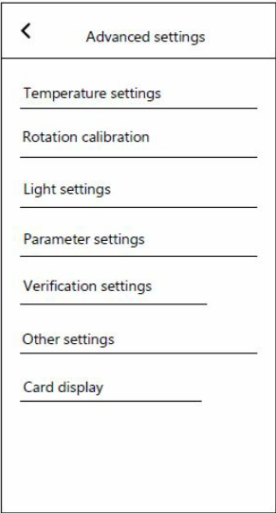 Advanced settings
Temperature settings
Rotation calibration
Light settings
Parameter settings
Verification settings
Other settings
Card display